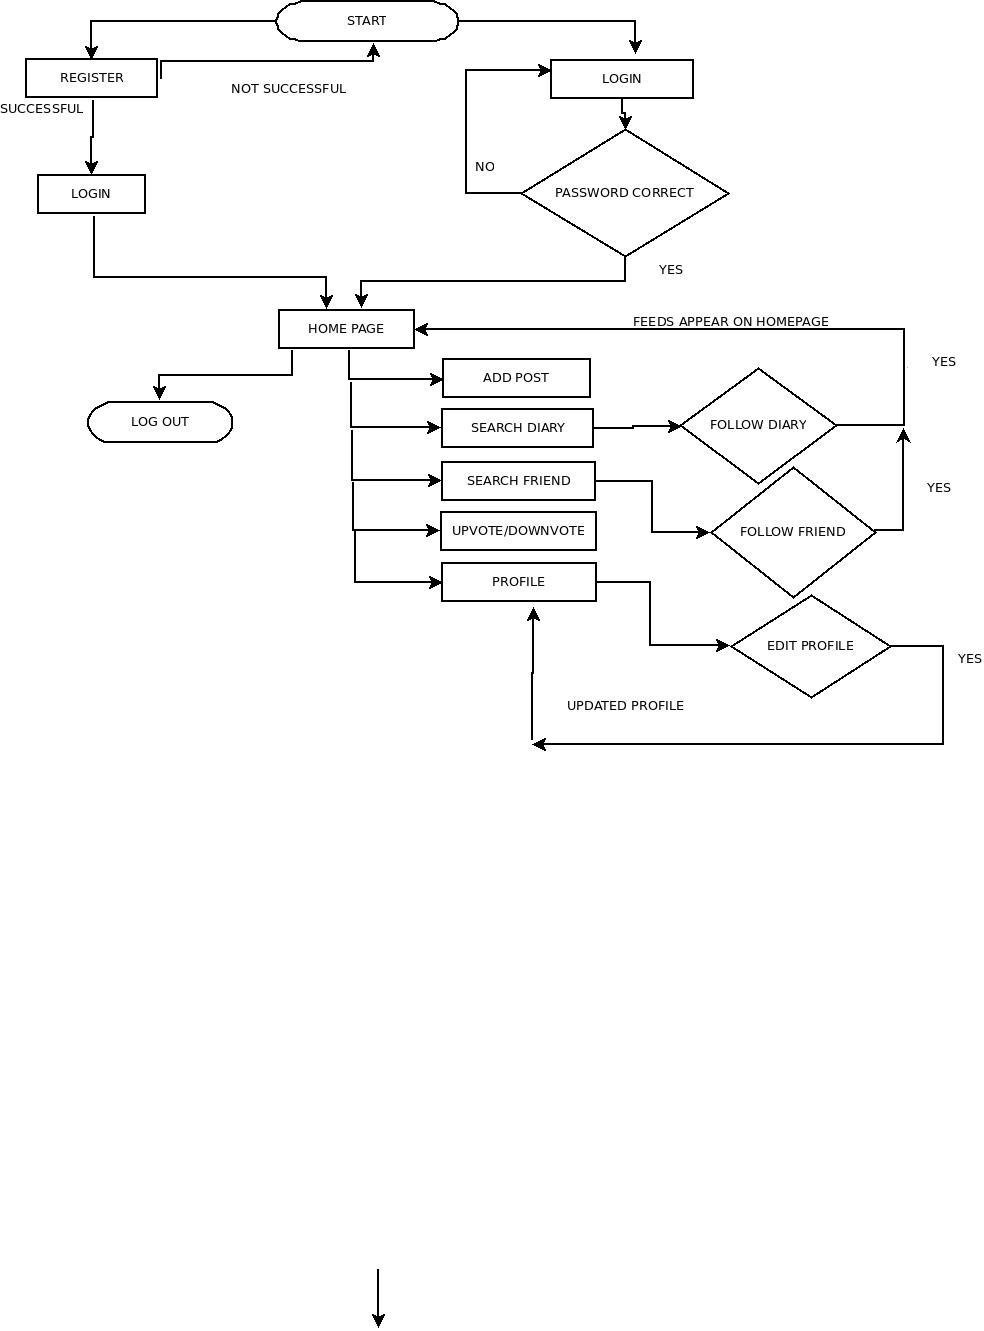 START
REGISTER
NOT SUCCESSFUL
LOGIN
SUCCESSFUL
NO
PASSWORD CORRECT
LOGIN
YES
HOME PAGE
FEEDS APPEAR ON HOMEPAGE
YES
ADD POST
LOG OUT
SEARCH DIARY
FOLLOW DIARY
SEARCH FRIEND
YES
UPVOTE/DOWNVOTE
FOLLOW FRIEND
PROFILE
EDIT PROFILE
YES
UPDATED PROFILE